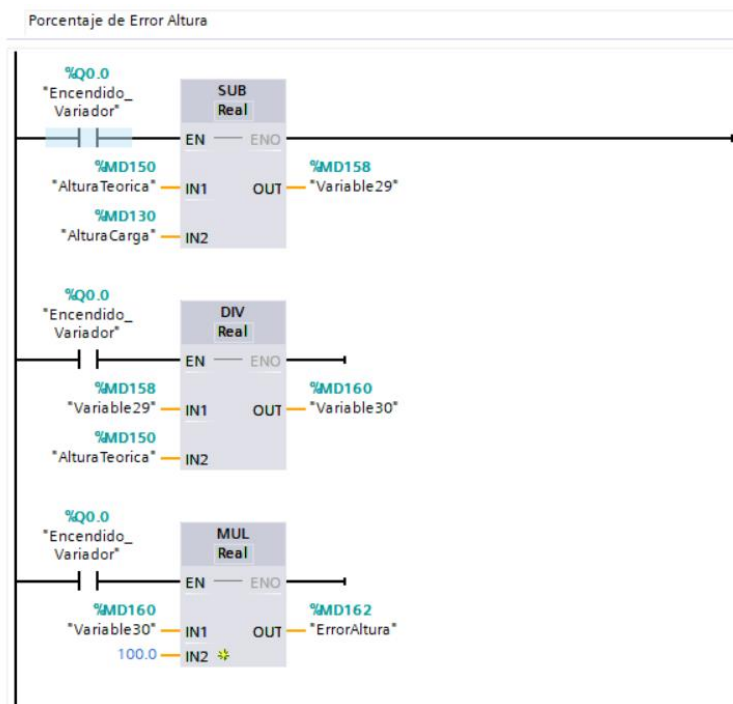 Porcentaje de Error Altura
%Q0.0
"Encendido_
Variador"
SUB
Real
EN
ENO
%MD150
"AlturaTeorica"
IN1
OUT
%MD158
"Variable29"
%MD130
"AlturaCarga"
IN2
%Q0.0
"Encendido_
Variador"
DIV
Real
EN
ENO
%MD158
"Variable29"
IN1
OUT
%MD160
"Variable30"
%MD150
"AlturaTeorica"
IN2
%Q0.0
"Encendido_
Variador"
MUL
Real
EN
ENO
%MD160
"Variable30"
IN1
OUT
%MD162
"ErrorAltura"
100.0
IN2